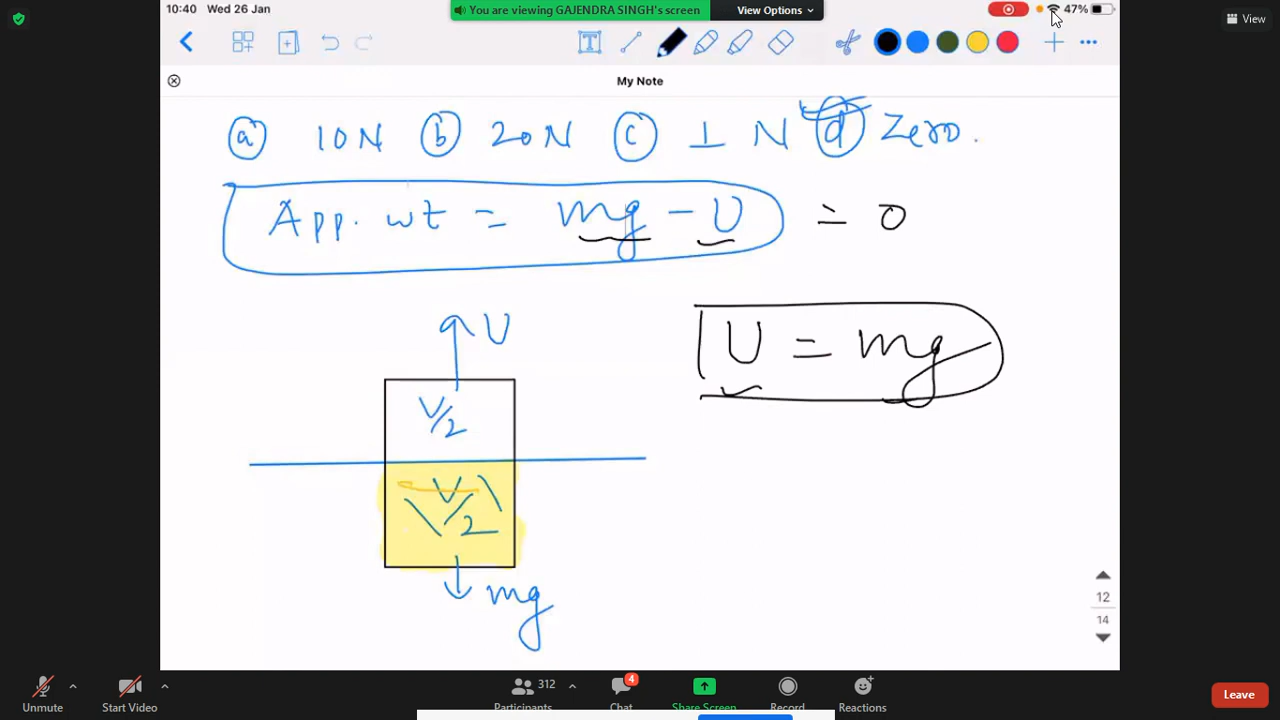 10:40 Wed 26 Jan
You are viewing GAJENDRA SINGH's screen
View Options
47%
View
My Note
(a) 10N (b) 20N (c) 1 N (d) Zero.
App. wt = mg - U = 0
U
U = mg
V/2
V/2
mg
12
14
Unmute
Start Video
312
Participants
4
Chat
Share Screen
Record
Reactions
Leave